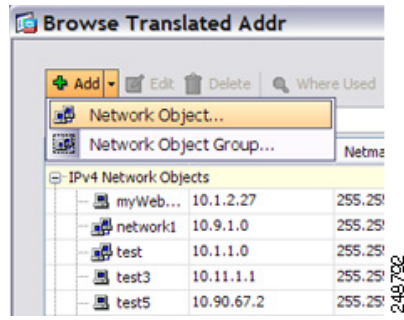 Browse Translated Addr
Add Edit Delete Where Used
Network Object...
Network Object Group...
Netma
IPv4 Network Objects
myWeb... 10.1.2.27 255.25
network1 10.9.1.0 255.25
test 10.1.1.0 255.25
test3 10.11.1.1 255.25
test5 10.90.67.2 255.25
248792